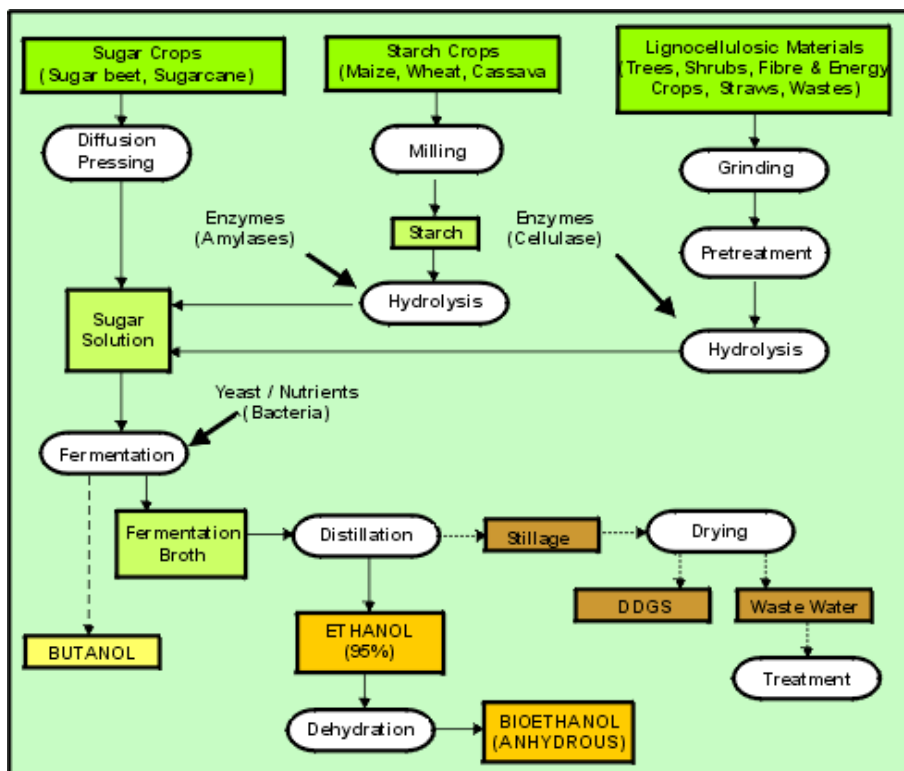 Sugar Crops
(Sugar beet, Sugarcane)
Starch Crops
(Maize, Wheat, Cassava
Lignocellulosic Materials
(Trees, Shrubs, Fibre & Energy
Crops, Straws, Wastes)
Diffusion
Pressing
Milling
Grinding
Enzymes
(Amylases)
Starch
Enzymes
(Cellulase)
Pretreatment
Hydrolysis
Sugar
Solution
Hydrolysis
Yeast / Nutrients
(Bacteria)
Fermentation
Fermentation
Broth
Distillation
Stillage
Drying
DDGS
Waste Water
BUTANOL
ETHANOL
(95%)
Treatment
Dehydration
BIOETHANOL
(ANHYDROUS)